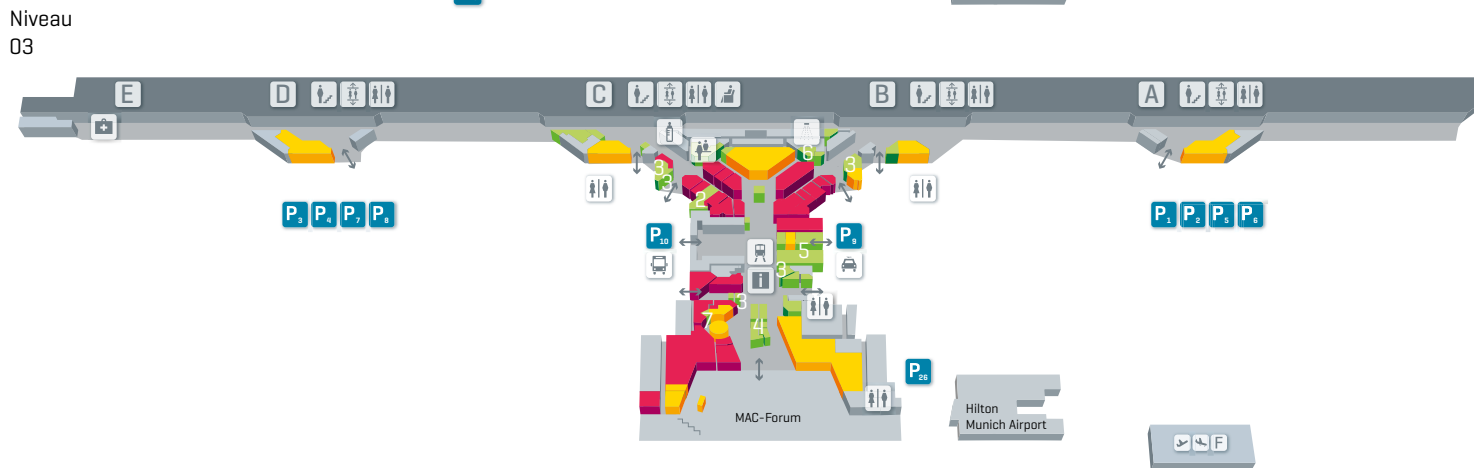 Niveau
03
E
D
C
B
A
6
3
3
3
2
P3 P4 P7 P8
P1 P2 P5 P6
P10
P9
5
3
i
3
7
4
P26
MAC-Forum
Hilton
Munich Airport
F